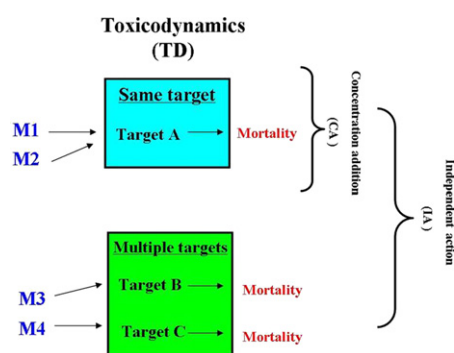 Toxicodynamics
(TD)
Same target
M1
Target A
Mortality
M2
Concentration addition
(CA)
Independent action
(IA)
Multiple targets
M3
Target B
Mortality
M4
Target C
Mortality